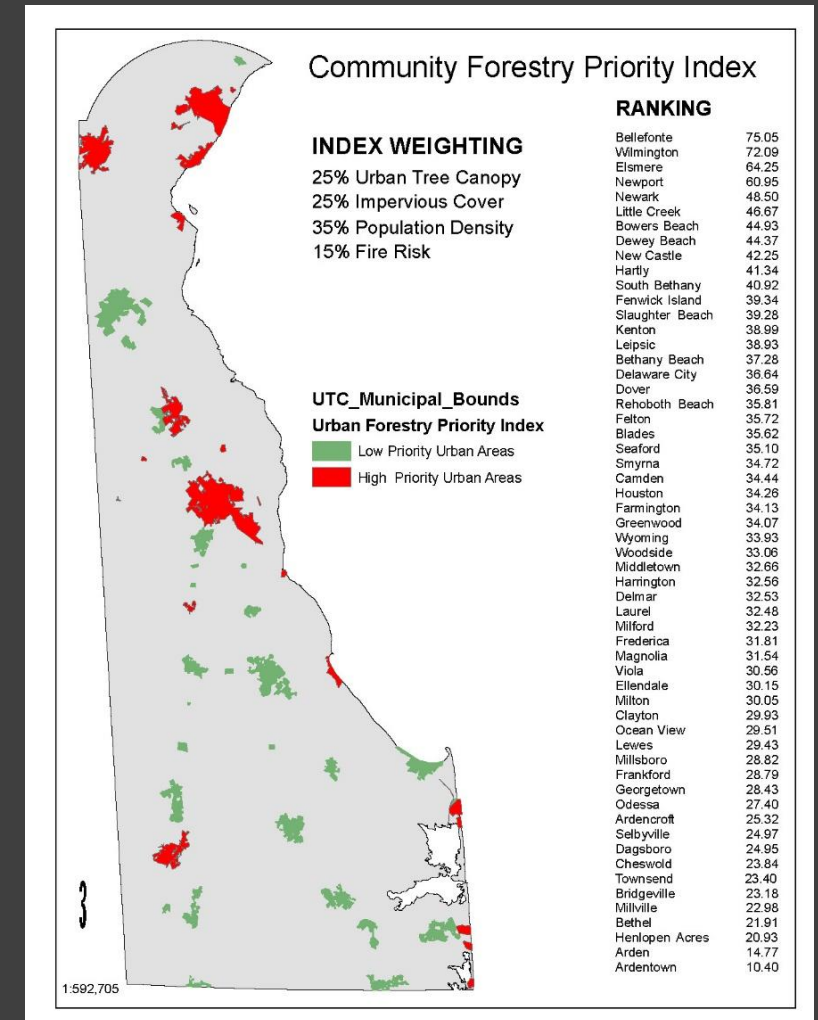 Community Forestry Priority Index
INDEX WEIGHTING
25% Urban Tree Canopy
25% Impervious Cover
35% Population Density
15% Fire Risk
UTC_Municipal_Bounds
Urban Forestry Priority Index
Low Priority Urban Areas
High Priority Urban Areas
RANKING
Bellefonte 75.05
Wilmington 72.09
Elsmere 64.25
Newport 60.95
Newark 48.50
Little Creek 46.67
Bowers Beach 44.93
Dewey Beach 44.37
New Castle 42.25
Hartly 41.34
South Bethany 40.92
Fenwick Island 39.34
Slaughter Beach 39.28
Kenton 38.99
Leipsic 38.93
Bethany Beach 37.28
Delaware City 36.64
Dover 36.59
Rehoboth Beach 35.81
Felton 35.72
Blades 35.62
Seaford 35.10
Smyrna 34.72
Camden 34.44
Houston 34.26
Farmington 34.13
Greenwood 34.07
Wyoming 33.93
Woodside 33.06
Middletown 32.66
Harrington 32.56
Delmar 32.53
Laurel 32.48
Milford 32.23
Frederica 31.81
Magnolia 31.54
Viola 30.56
Ellendale 30.15
Milton 30.05
Clayton 29.93
Ocean View 29.51
Lewes 29.43
Millsboro 28.82
Frankford 28.79
Georgetown 28.43
Odessa 27.40
Ardencroft 25.32
Selbyville 24.97
Dagsboro 24.95
Cheswold 23.84
Townsend 23.40
Bridgeville 23.18
Millville 22.98
Bethel 21.91
Henlopen Acres 20.93
Arden 14.77
Ardentown 10.40
1:592,705